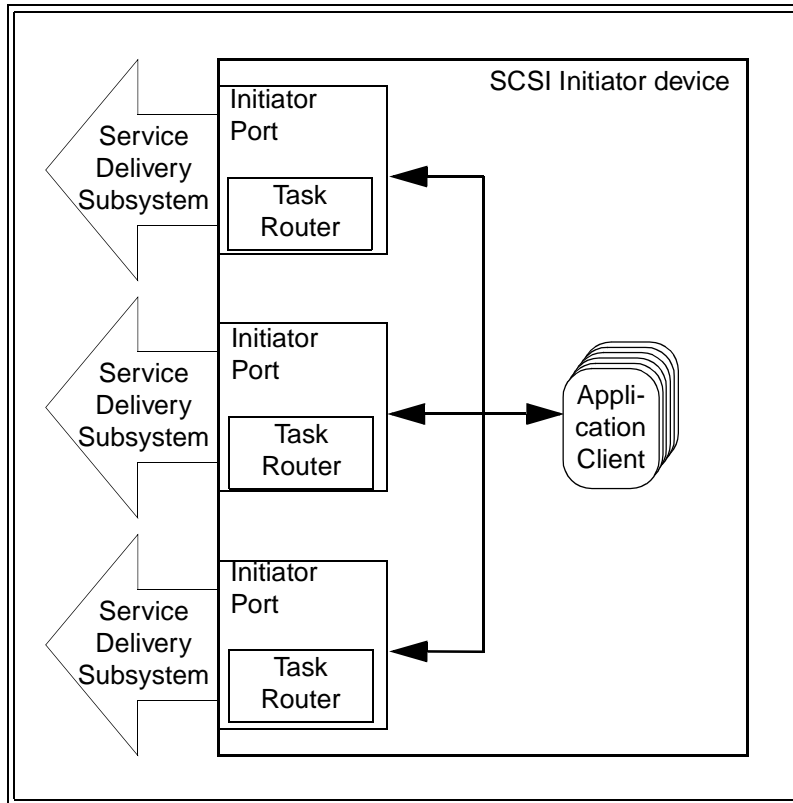 SCSI Initiator device
Initiator
Port
Service
Delivery
Subsystem
Task
Router
Initiator
Port
Service
Delivery
Subsystem
Task
Router
Appli-
cation
Client
Initiator
Port
Service
Delivery
Subsystem
Task
Router